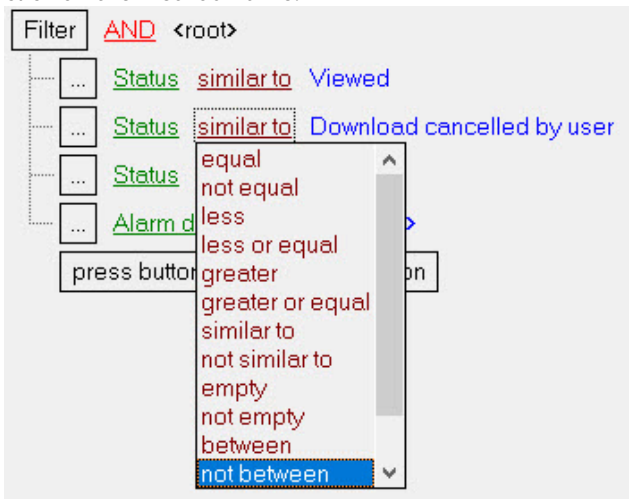 Filter AND <root>
... Status similar to Viewed
... Status similar to Download cancelled by user
... Status
... Alarm d >
press button on
equal
not equal
less
less or equal
greater
greater or equal
similar to
not similar to
empty
not empty
between
not between